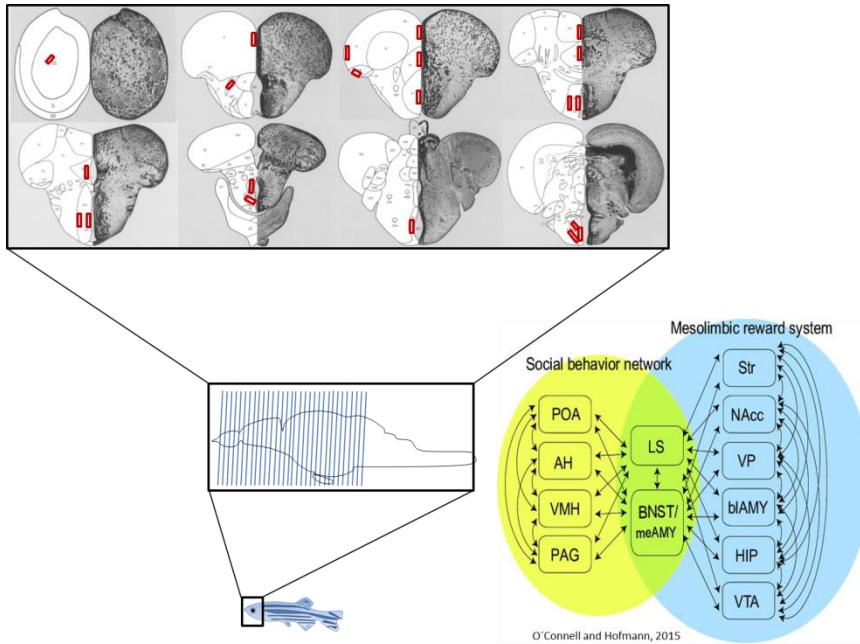 Mesolimbic reward system
Social behavior network
Str
POA
NAcc
LS
AH
VP
VMH
BNST/
meAMY
blAMY
PAG
HIP
VTA
O´Connell and Hofmann, 2015